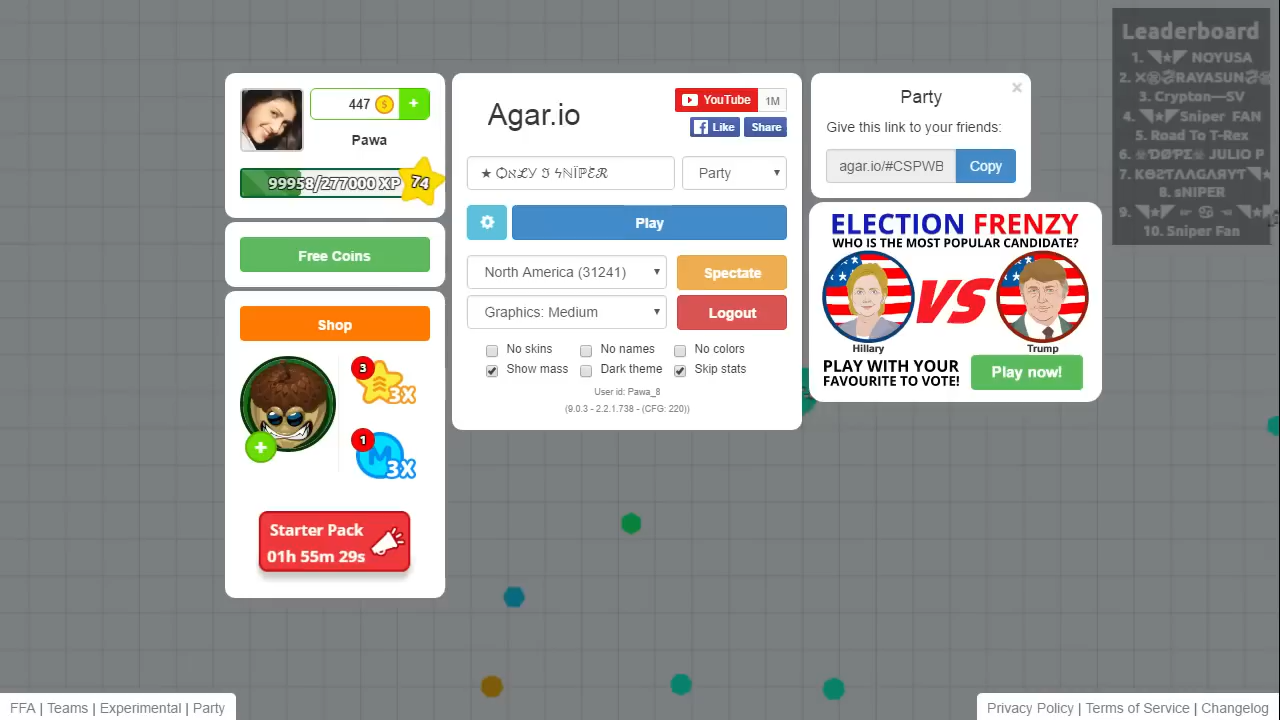 447
+
Pawa
99958/277000 XP
74
Free Coins
Shop
3
3X
1
M
3X
+
Starter Pack
01h 55m 29s
Agar.io
YouTube 1M
Like Share
Party
Play
North America (31241)
Spectate
Graphics: Medium
Logout
No skins No names No colors
Show mass Dark theme Skip stats
User id: Pawa_8
(9.0.3 - 2.2.1.738 - (CFG: 220))
Party
×
Give this link to your friends:
agar.io/#CSPWB Copy
ELECTION FRENZY
WHO IS THE MOST POPULAR CANDIDATE?
VS
Hillary Trump
PLAY WITH YOUR
FAVOURITE TO VOTE!
Play now!
Leaderboard
1. ◥★◤ NOYUSA
2. RAYASUN
3. Crypton—SV
4. ◥★◤Sniper FAN
5. Road To T-Rex
6. JULIO P
7.
8. sNIPER
9. ◥★◤
10. Sniper Fan
FFA | Teams | Experimental | Party
Privacy Policy | Terms of Service | Changelog